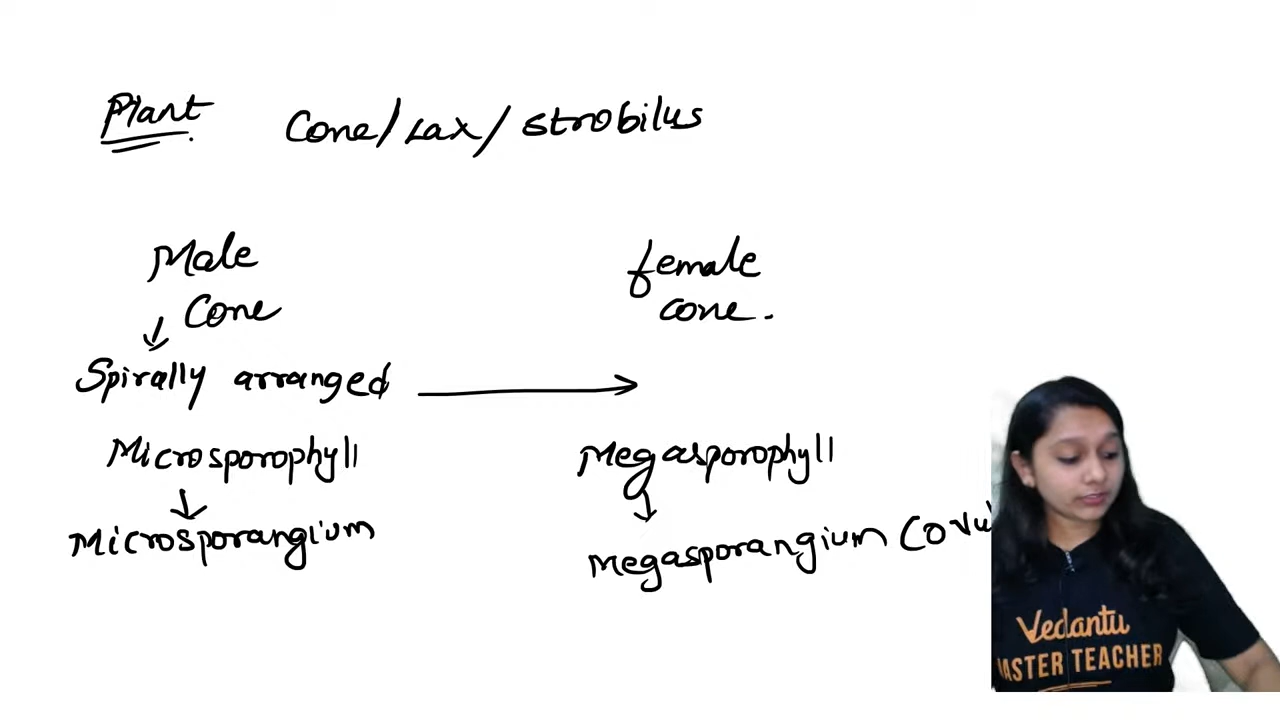 Plant. Cone/Lax/Strobilus
Male
Cone
female
cone.
Spirally arranged
Microsporophyll
Megasporophyll
Microsporangium
Megasporangium
Vedantu
MASTER TEACHER